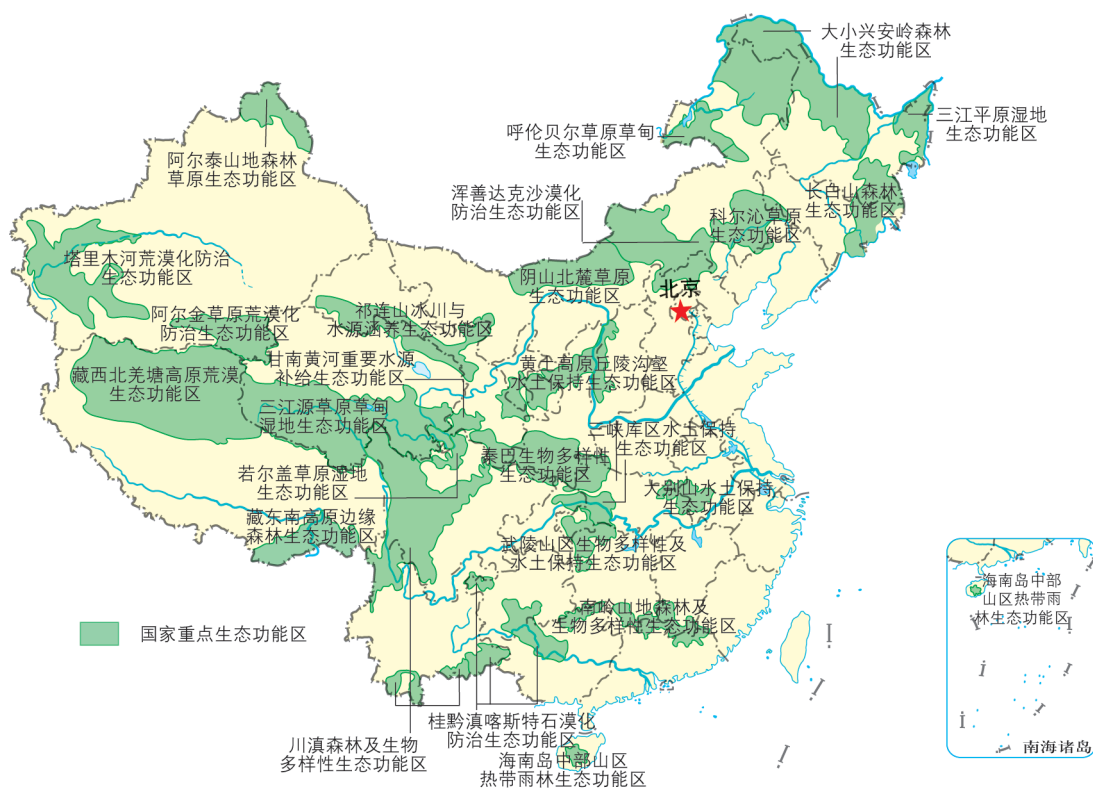 大小兴安岭森林
生态功能区
三江平原湿地
生态功能区
呼伦贝尔草原草甸
生态功能区
阿尔泰山地森林
草原生态功能区
长白山森林
生态功能区
浑善达克沙漠化
防治生态功能区
科尔沁草原
生态功能区
塔里木河荒漠化防治
生态功能区
阴山北麓草原
生态功能区
北京
阿尔金草原荒漠化
防治生态功能区
祁连山冰川与
水源涵养生态功能区
甘南黄河重要水源
补给生态功能区
黄土高原丘陵沟壑
水土保持生态功能区
藏西北羌塘高原荒漠
生态功能区
三江源草原草甸
湿地生态功能区
三峡库区水土保持
生态功能区
秦巴生物多样性
生态功能区
若尔盖草原湿地
生态功能区
大别山水土保持
生态功能区
藏东南高原边缘
森林生态功能区
武陵山区生物多样性及
水土保持生态功能区
南岭山地森林及
生物多样性生态功能区
国家重点生态功能区
桂黔滇喀斯特石漠化
防治生态功能区
川滇森林及生物
多样性生态功能区
海南岛中部山区
热带雨林生态功能区
海南岛中部
山区热带雨
林生态功能区
南海诸岛